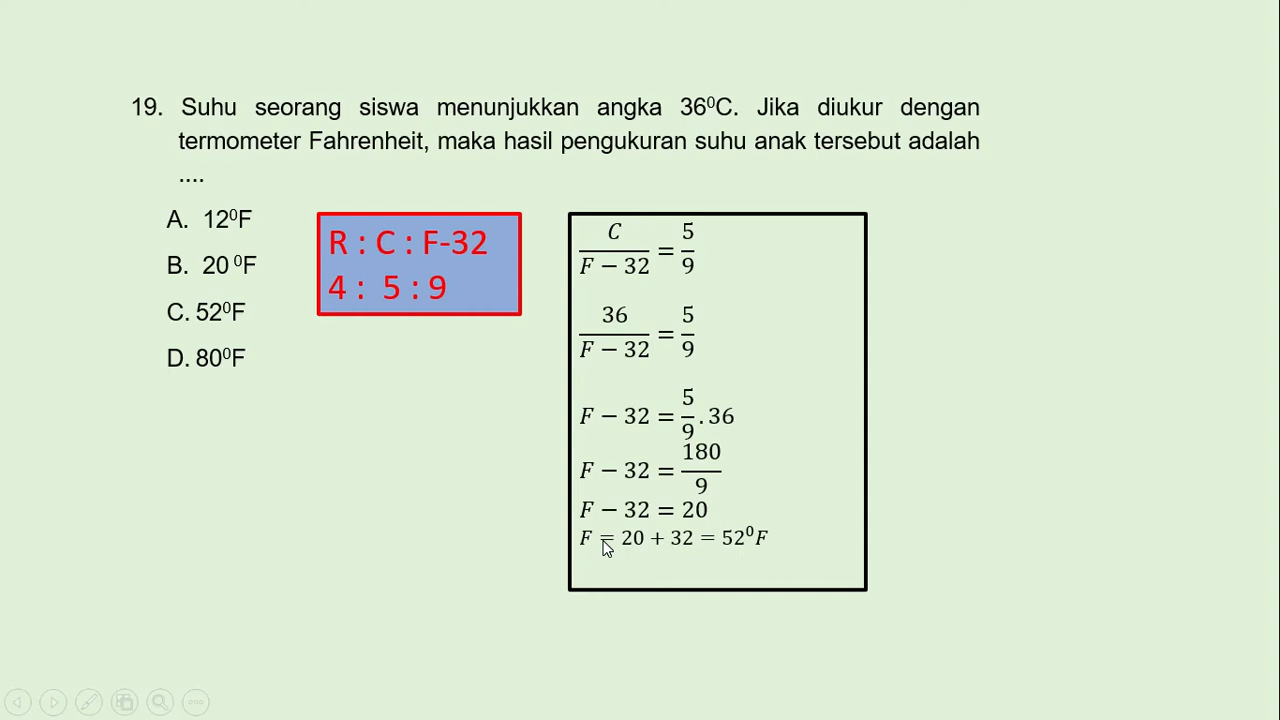 19. Suhu seorang siswa menunjukkan angka 36⁰C. Jika diukur dengan
termometer Fahrenheit, maka hasil pengukuran suhu anak tersebut adalah
....
A. 12⁰F
B. 20 ⁰F
C. 52⁰F
D. 80⁰F
R : C : F-32
4 : 5 : 9
C/(F − 32) = 5/9
36/(F − 32) = 5/9
F − 32 = 5/9 . 36
F − 32 = 180/9
F − 32 = 20
F = 20 + 32 = 52⁰F